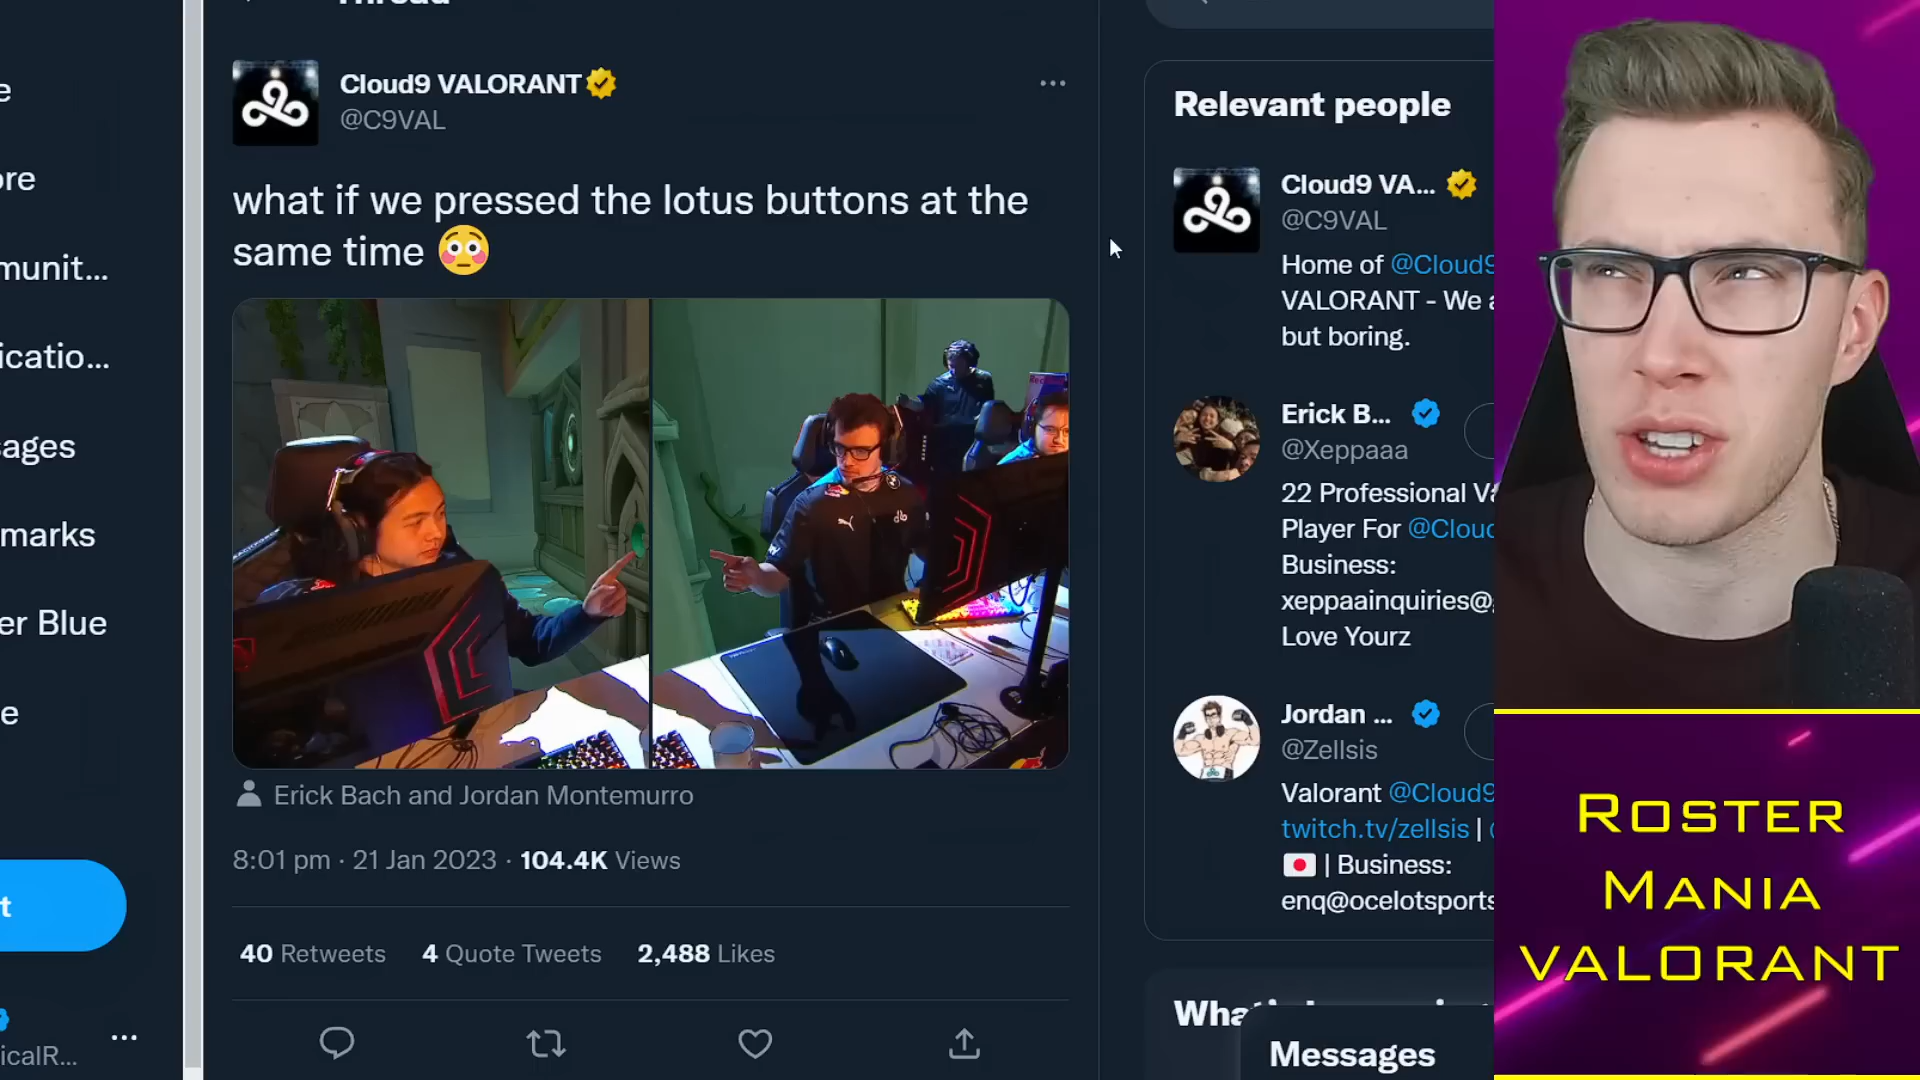 Thread
e
ore
munit...
icatio...
sages
marks
er Blue
e
t
icalR...
Cloud9 VALORANT
@C9VAL
what if we pressed the lotus buttons at the
same time 😳
Erick Bach and Jordan Montemurro
8:01 pm · 21 Jan 2023 · 104.4K Views
40 Retweets 4 Quote Tweets 2,488 Likes
Relevant people
Cloud9 VA...
@C9VAL
Home of @Cloud9
VALORANT - We a
but boring.
Erick B...
@Xeppaaa
22 Professional Va
Player For @Cloud
Business:
xeppaainquiries@
Love Yourz
Jordan ...
@Zellsis
Valorant @Cloud9
twitch.tv/zellsis | @
🇯🇵 | Business:
enq@ocelotsports
What's
Messages
ROSTER
MANIA
VALORANT